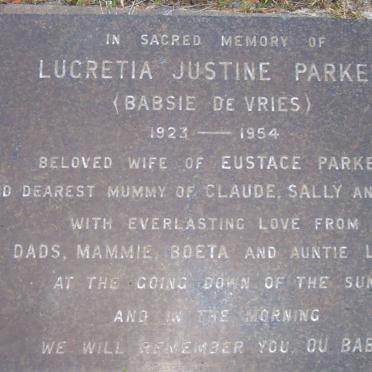 IN SACRED MEMORY OF
LUCRETIA JUSTINE PARKE
(BABSIE DE VRIES)
1923 — 1954
BELOVED WIFE OF EUSTACE PARKE
D DEAREST MUMMY OF CLAUDE, SALLY AN
WITH EVERLASTING LOVE FROM
DADS, MAMMIE, BOETA AND AUNTIE L
AT THE GOING DOWN OF THE SUN
AND IN THE MORNING
WE WILL REMEMBER YOU, OU BAB